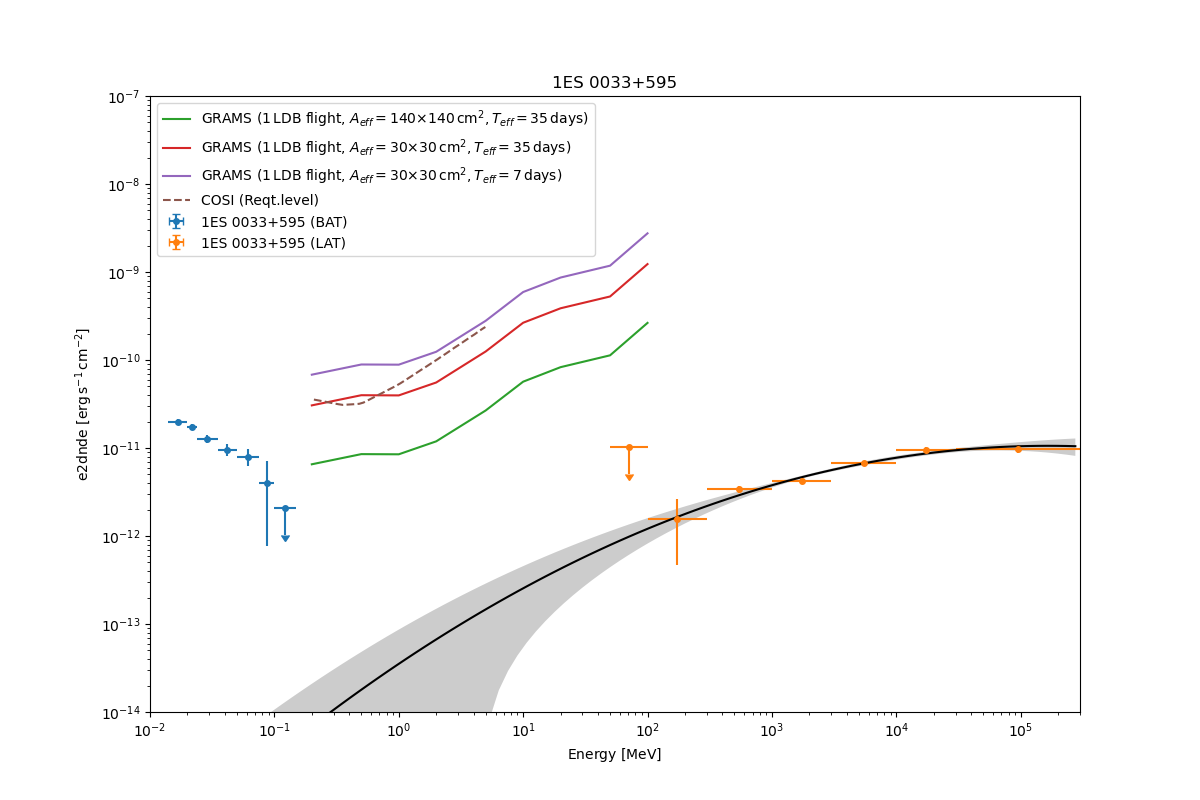 1ES 0033+595
GRAMS (1 LDB flight, A_eff = 140×140 cm², T_eff = 35 days)
GRAMS (1 LDB flight, A_eff = 30×30 cm², T_eff = 35 days)
GRAMS (1 LDB flight, A_eff = 30×30 cm², T_eff = 7 days)
COSI (Reqt.level)
1ES 0033+595 (BAT)
1ES 0033+595 (LAT)
e2dnde [erg s⁻¹ cm⁻²]
10⁻⁷
10⁻⁸
10⁻⁹
10⁻¹⁰
10⁻¹¹
10⁻¹²
10⁻¹³
10⁻¹⁴
10⁻² 10⁻¹ 10⁰ 10¹ 10² 10³ 10⁴ 10⁵
Energy [MeV]